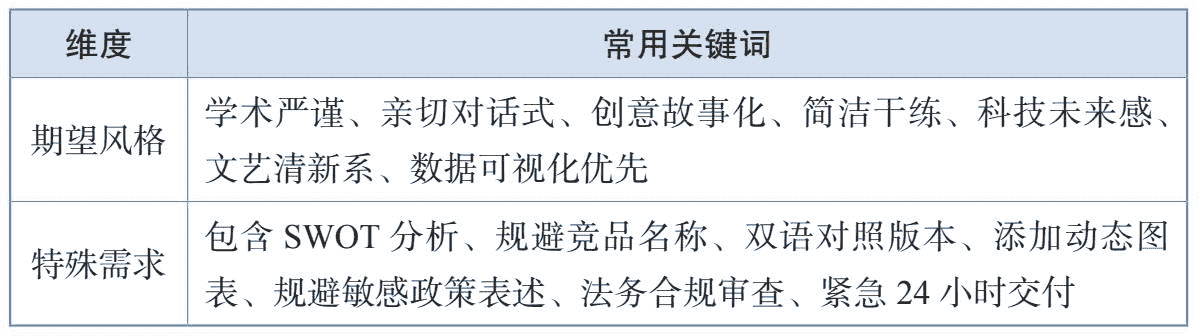 维度
常用关键词
期望风格
学术严谨、亲切对话式、创意故事化、简洁干练、科技未来感、
文艺清新系、数据可视化优先
特殊需求
包含 SWOT 分析、规避竞品名称、双语对照版本、添加动态图
表、规避敏感政策表述、法务合规审查、紧急 24 小时交付